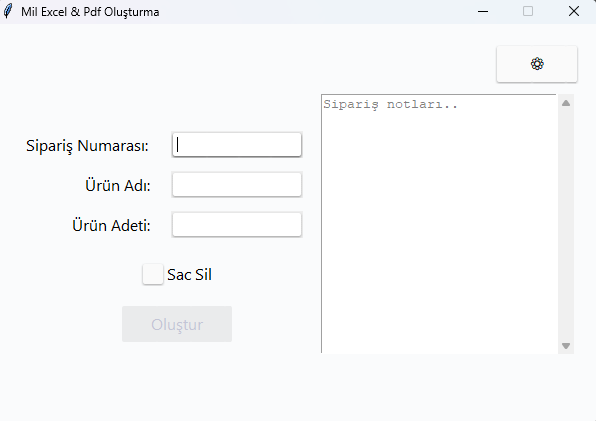 Mil Excel & Pdf Oluşturma
Sipariş notları..
Sipariş Numarası:
Ürün Adı:
Ürün Adeti:
Sac Sil
Oluştur